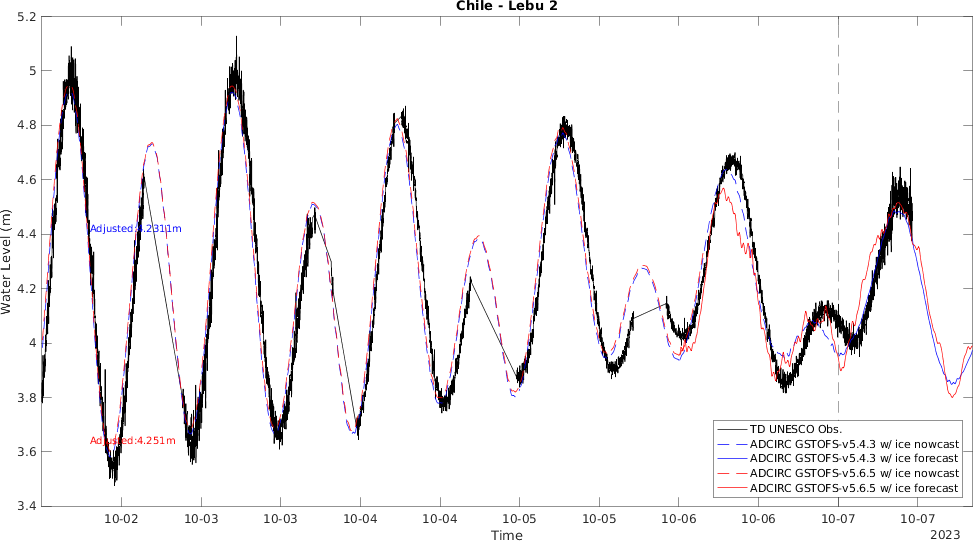 Chile - Lebu 2
5.2
5
4.8
4.6
4.4
4.2
4
3.8
3.6
3.4
Water Level (m)
Adjusted:4.251m
TD UNESCO Obs.
ADCIRC GSTOFS-v5.4.3 w/ ice nowcast
ADCIRC GSTOFS-v5.4.3 w/ ice forecast
ADCIRC GSTOFS-v5.6.5 w/ ice nowcast
ADCIRC GSTOFS-v5.6.5 w/ ice forecast
10-02 10-03 10-03 10-04 10-04 10-05 10-05 10-06 10-06 10-07 10-07
Time
2023